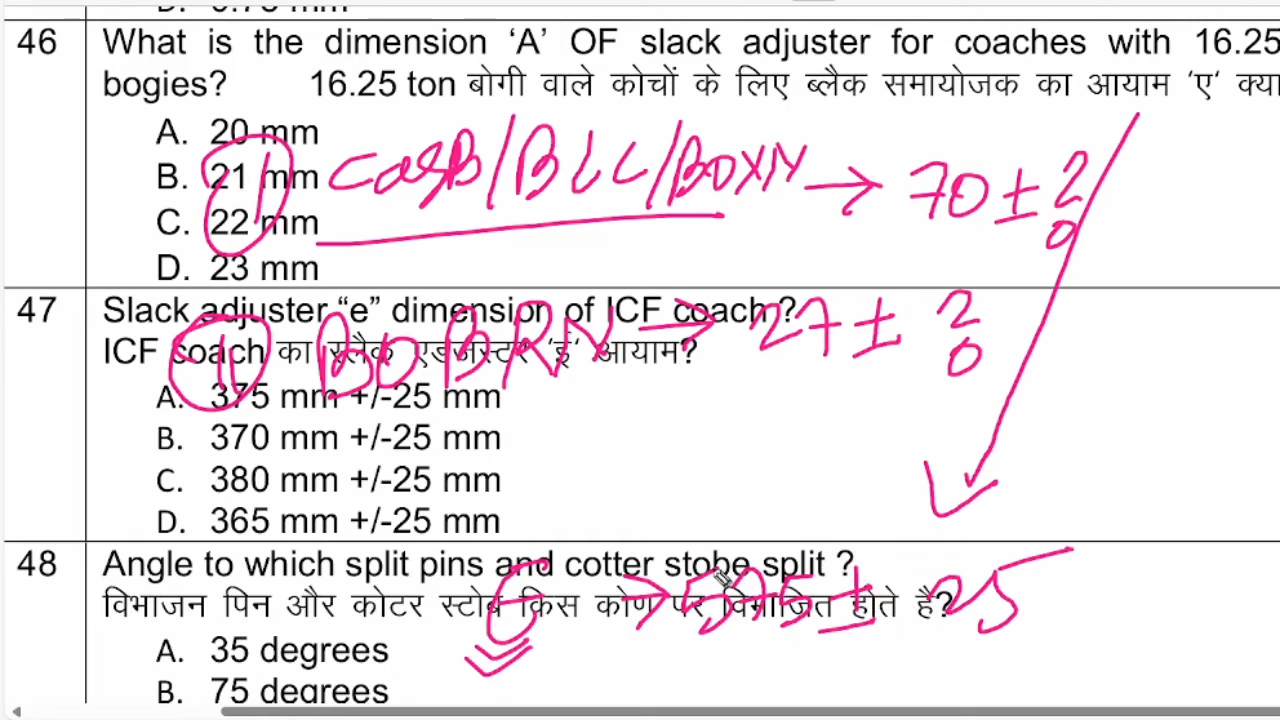 46 What is the dimension ‘A’ OF slack adjuster for coaches with 16.25
bogies? 16.25 ton बोगी वाले कोचों के लिए ब्लैक समायोजक का आयाम ‘ए‘ क्या
A. 20 mm
B. 21 mm
C. 22 mm
D. 23 mm
CasB/BLC/BOXN → 70 ± 2 0
47 Slack adjuster “e” dimension of ICF coach?
ICF coach का स्लैक एडजस्टर ‘ई‘ आयाम?
BOBRN → 27 ± 2 0
A. 375 mm +/-25 mm
B. 370 mm +/-25 mm
C. 380 mm +/-25 mm
D. 365 mm +/-25 mm
48 Angle to which split pins and cotter stobe split ?
विभाजन पिन और कोटर स्टोब किस कोण पर विभाजित होते है?
→ 575 ± 25
A. 35 degrees
B. 75 degrees